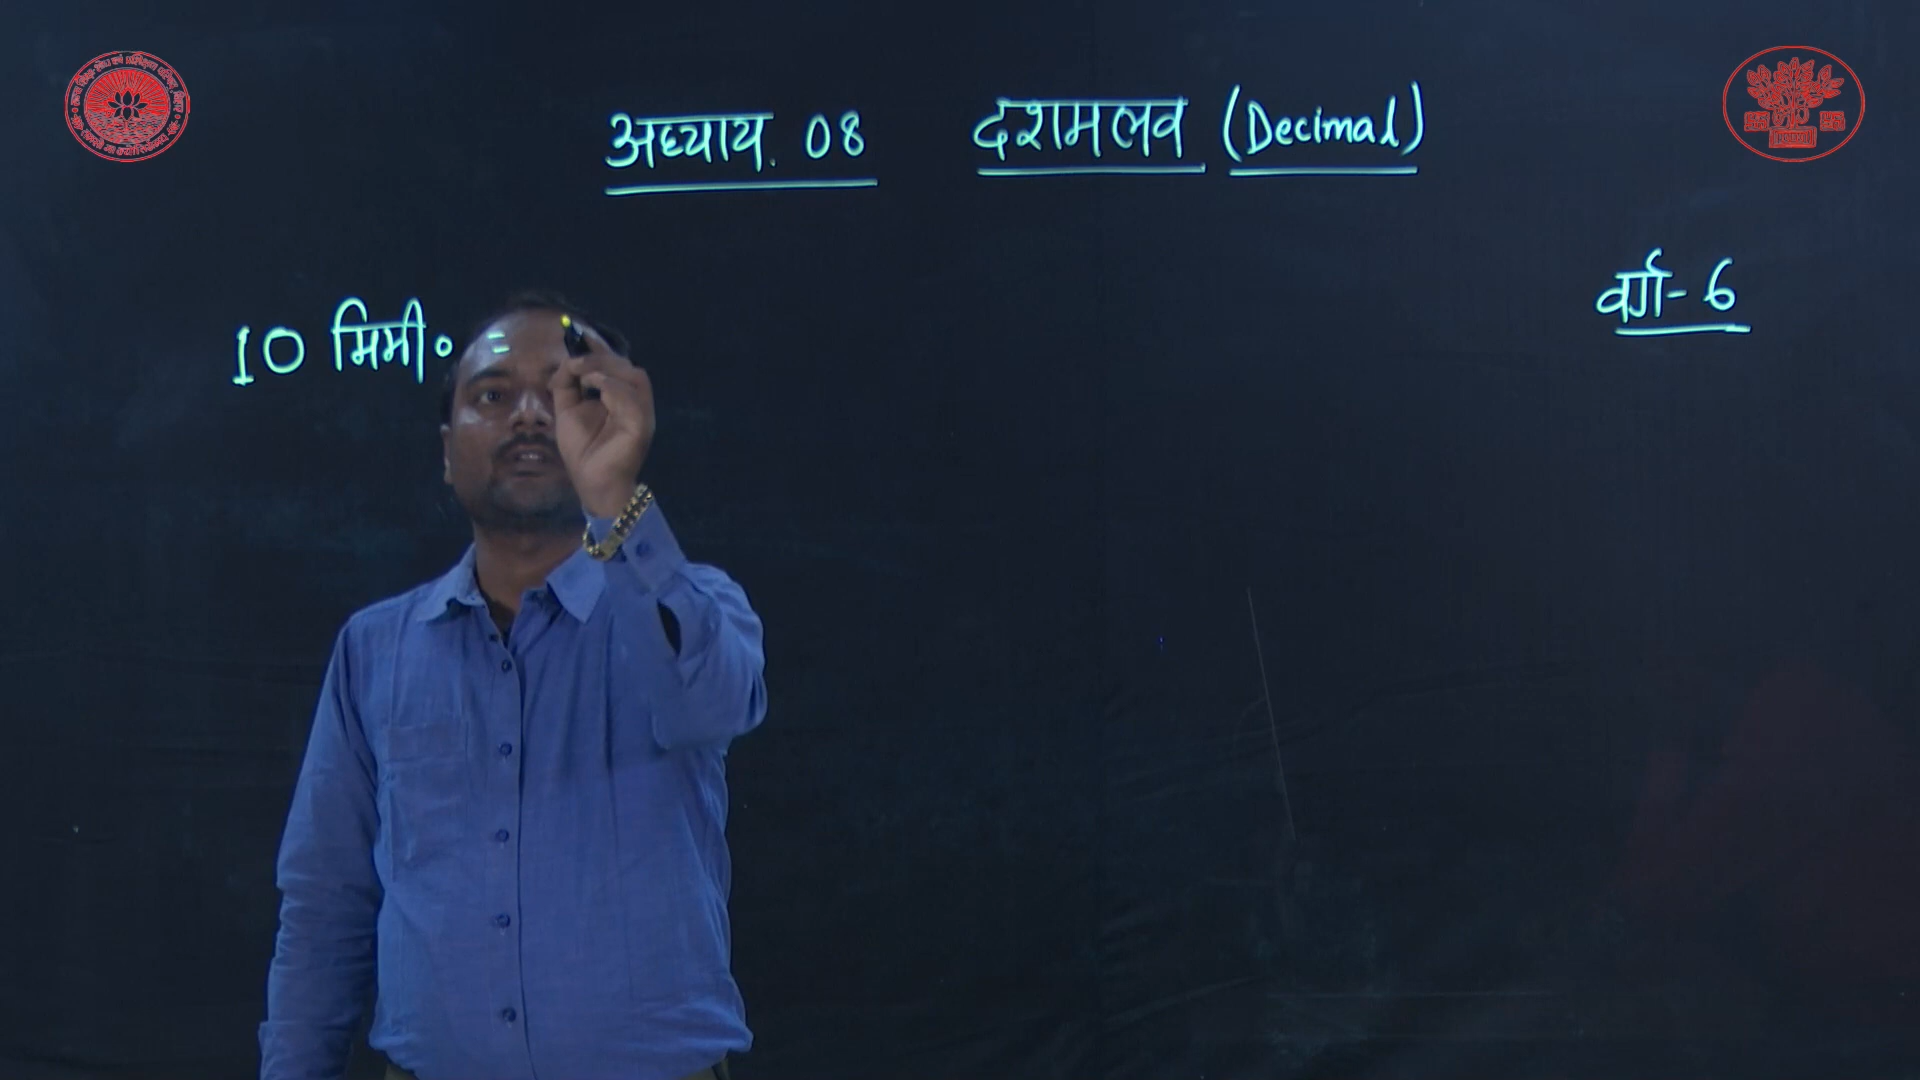 अध्याय. 08 दशमलव (Decimal)
वर्ग- 6
10 मिमी० =